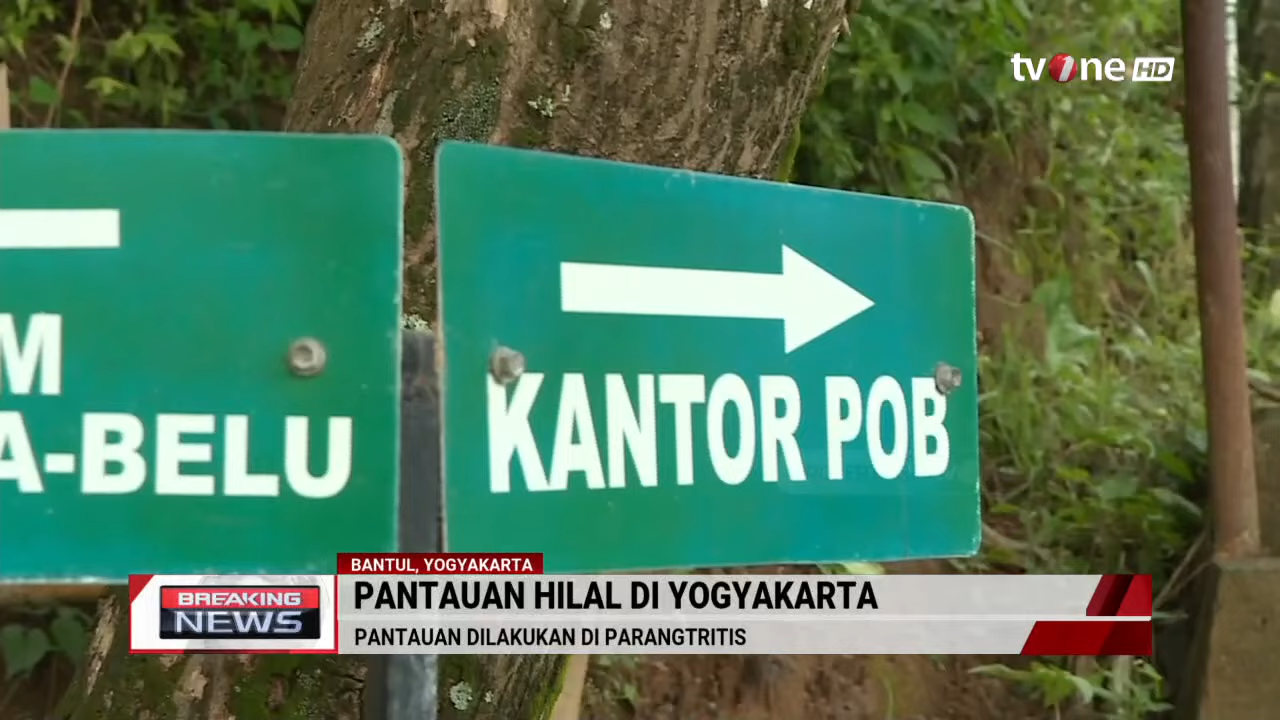 tvOne HD
M
A-BELU
KANTOR POB
BANTUL, YOGYAKARTA
BREAKING
NEWS
PANTAUAN HILAL DI YOGYAKARTA
PANTAUAN DILAKUKAN DI PARANGTRITIS